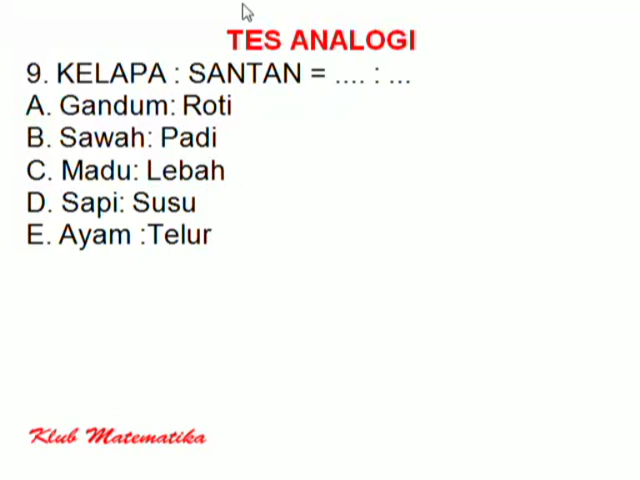 TES ANALOGI
9. KELAPA : SANTAN = .... : ...
A. Gandum: Roti
B. Sawah: Padi
C. Madu: Lebah
D. Sapi: Susu
E. Ayam :Telur
Klub Matematika